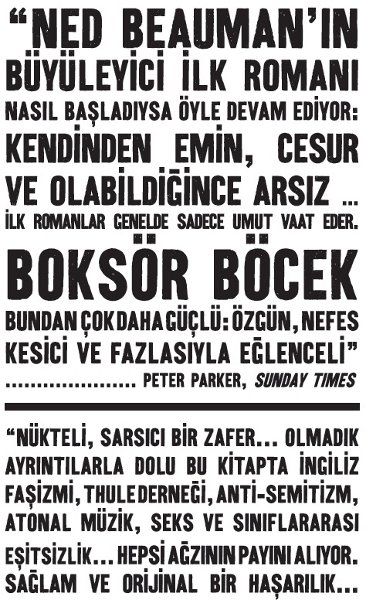 “NED BEAUMAN’IN
BÜYÜLEYİCİ İLK ROMANI
NASIL BAŞLADIYSA ÖYLE DEVAM EDİYOR:
KENDİNDEN EMİN, CESUR
VE OLABİLDİĞİNCE ARSIZ ...
İLK ROMANLAR GENELDE SADECE UMUT VAAT EDER.
BOKSÖR BÖCEK
BUNDAN ÇOK DAHA GÜÇLÜ: ÖZGÜN, NEFES
KESİCİ VE FAZLASIYLA EĞLENCELİ”
..................... PETER PARKER, SUNDAY TIMES
“NÜKTELİ, SARSICI BİR ZAFER... OLMADIK
AYRINTILARLA DOLU BU KİTAPTA İNGİLİZ
FAŞİZMİ, THULE DERNEĞİ, ANTİ-SEMİTİZM,
ATONAL MÜZİK, SEKS VE SINIFLARARASI
EŞİTSİZLİK... HEPSİ AĞZININ PAYINI ALIYOR.
SAĞLAM VE ORİJİNAL BİR HAŞARILIK...